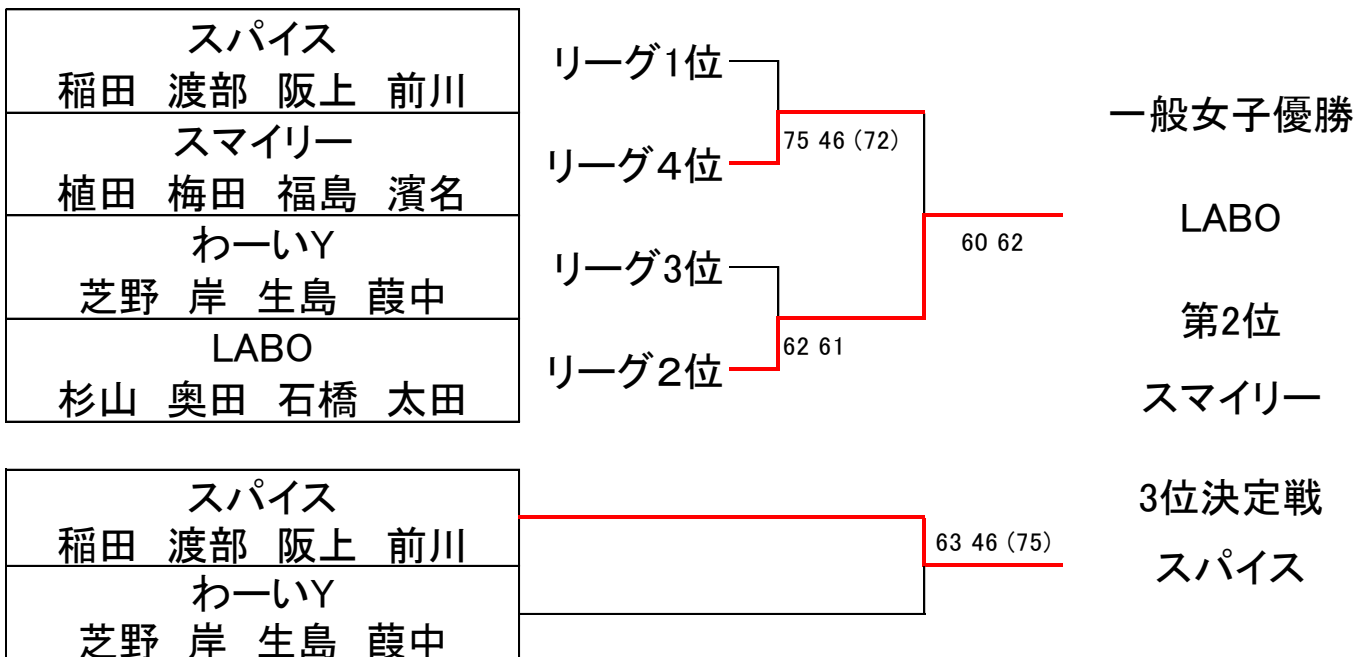 スパイス
稲田 渡部 阪上 前川
スマイリー
植田 梅田 福島 濱名
わーいY
芝野 岸 生島 葭中
LABO
杉山 奥田 石橋 太田
リーグ1位
リーグ4位
リーグ3位
リーグ2位
75 46 (72)
62 61
60 62
一般女子優勝
LABO
第2位
スマイリー
スパイス
稲田 渡部 阪上 前川
わーいY
芝野 岸 生島 葭中
63 46 (75)
3位決定戦
スパイス